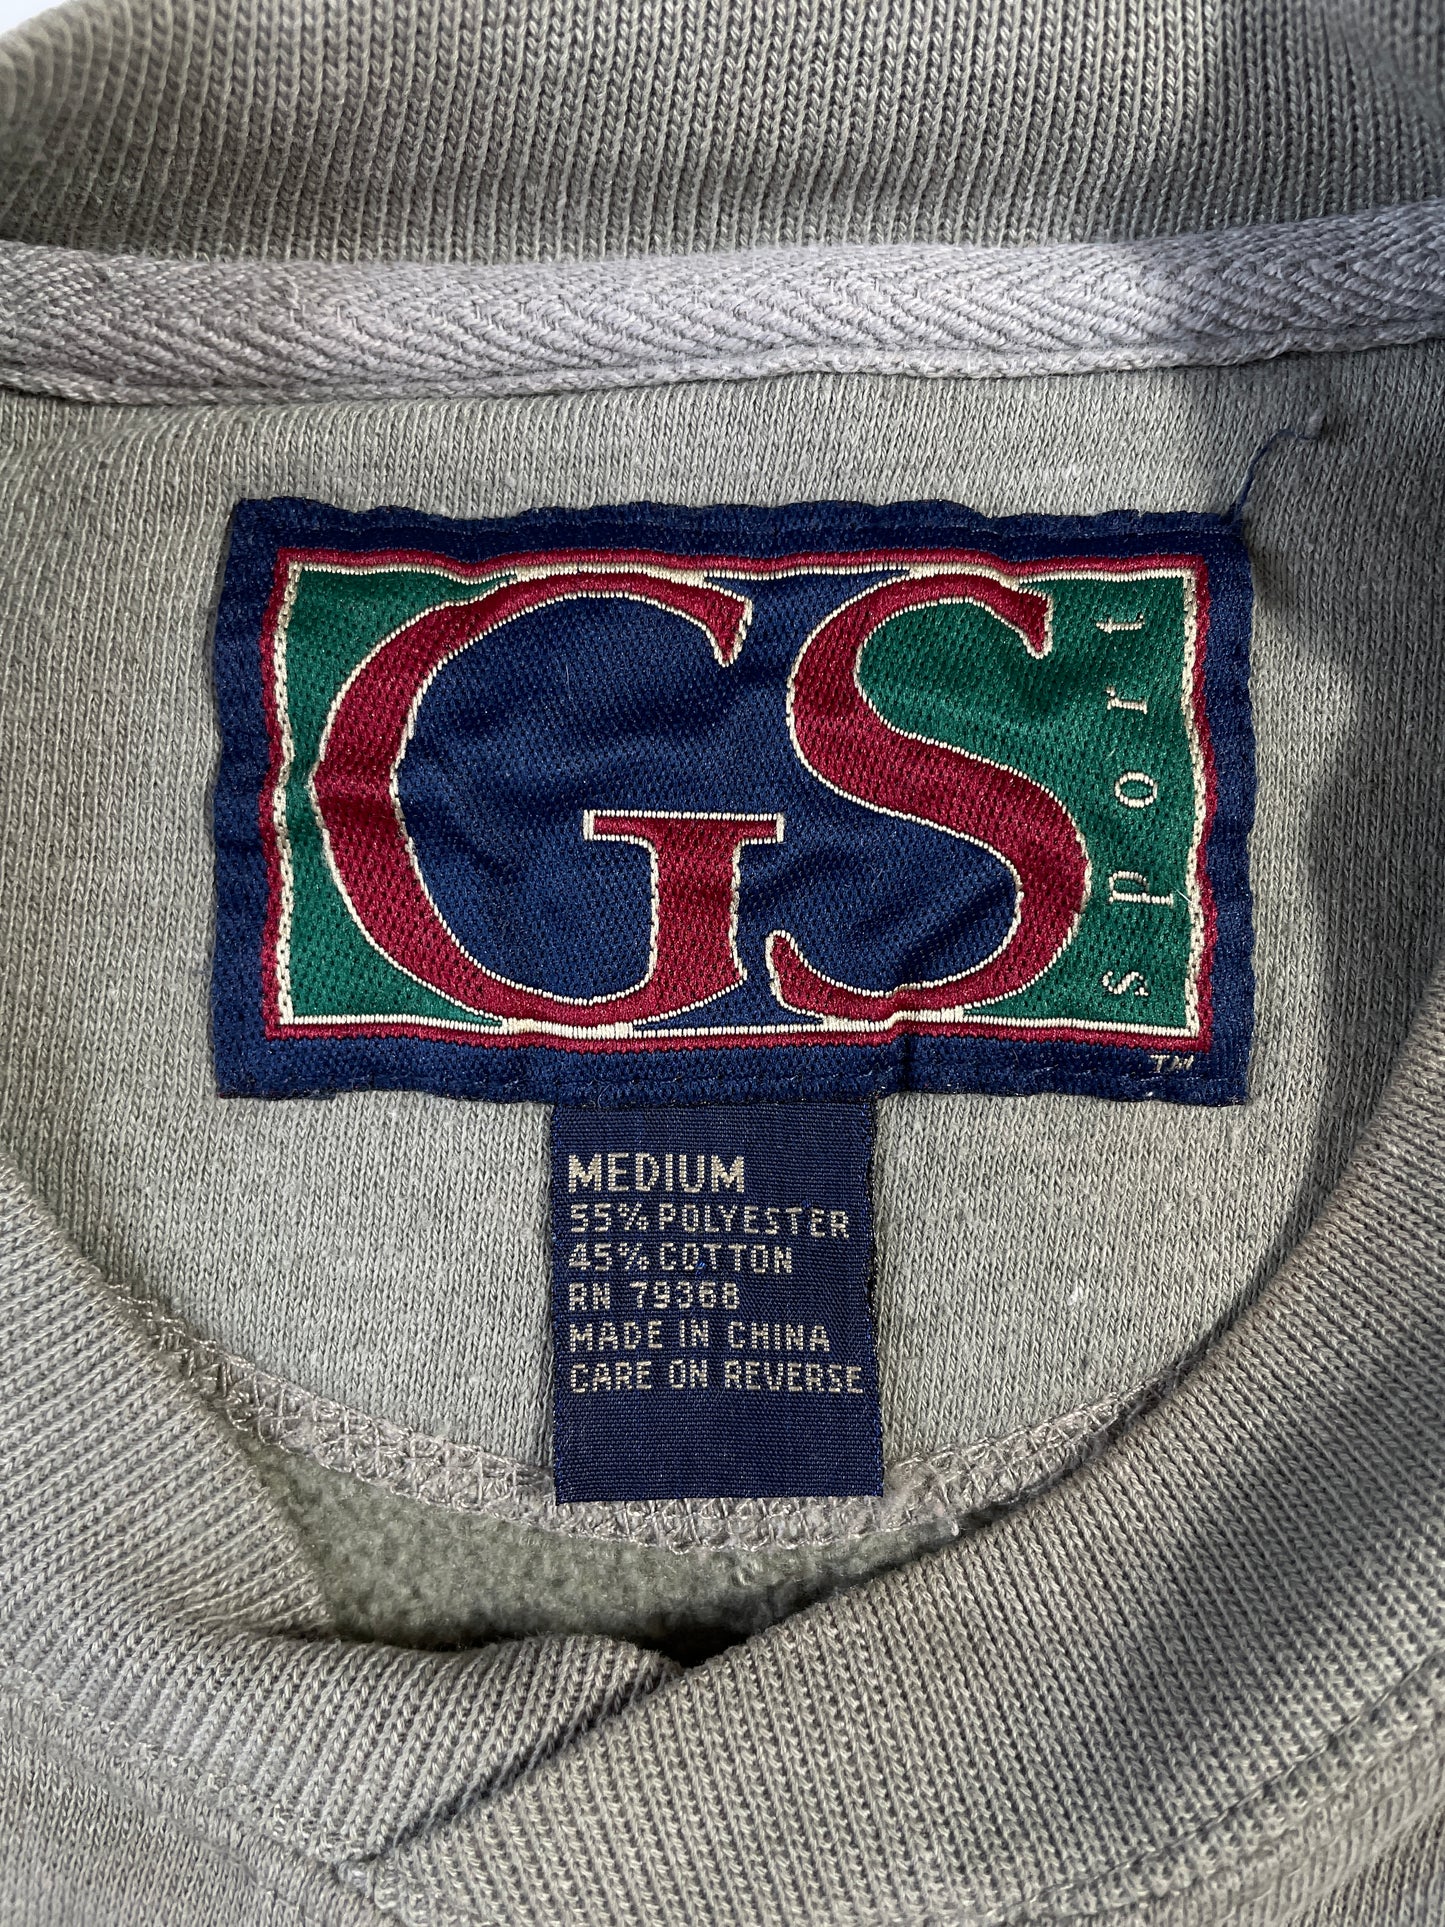 GS
sport
TM
MEDIUM
55% POLYESTER
45% COTTON
RN 79368
MADE IN CHINA
CARE ON REVERSE